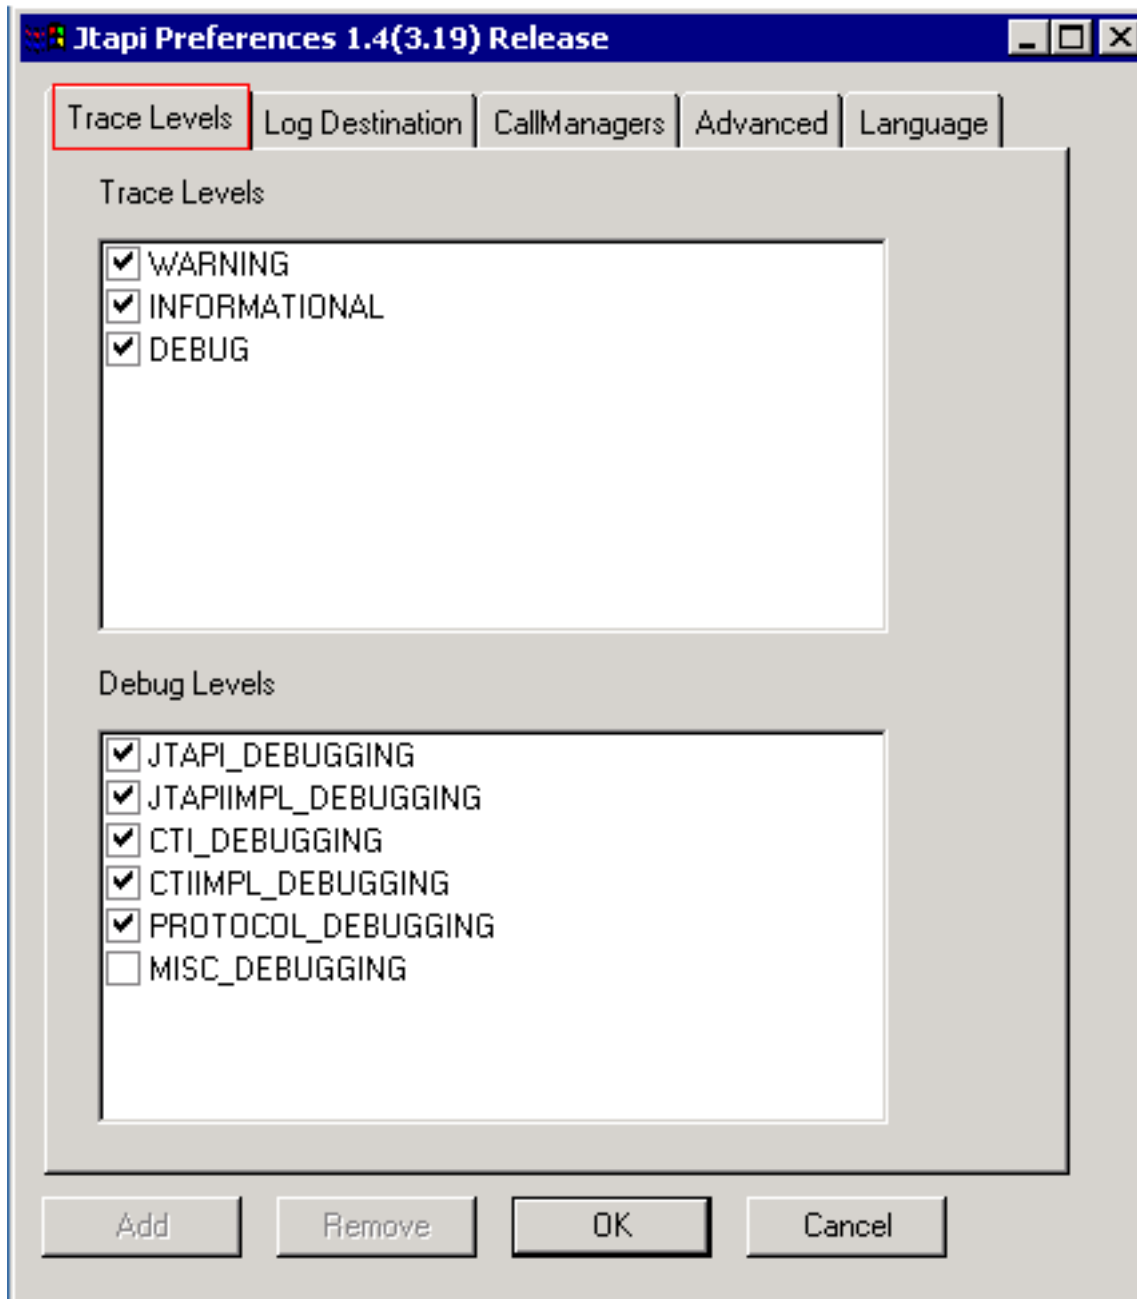 Jtapi Preferences 1.4(3.19) Release
Trace Levels Log Destination CallManagers Advanced Language
Trace Levels
WARNING
INFORMATIONAL
DEBUG
Debug Levels
JTAPI_DEBUGGING
JTAPIIMPL_DEBUGGING
CTI_DEBUGGING
CTIIMPL_DEBUGGING
PROTOCOL_DEBUGGING
MISC_DEBUGGING
Add Remove OK Cancel